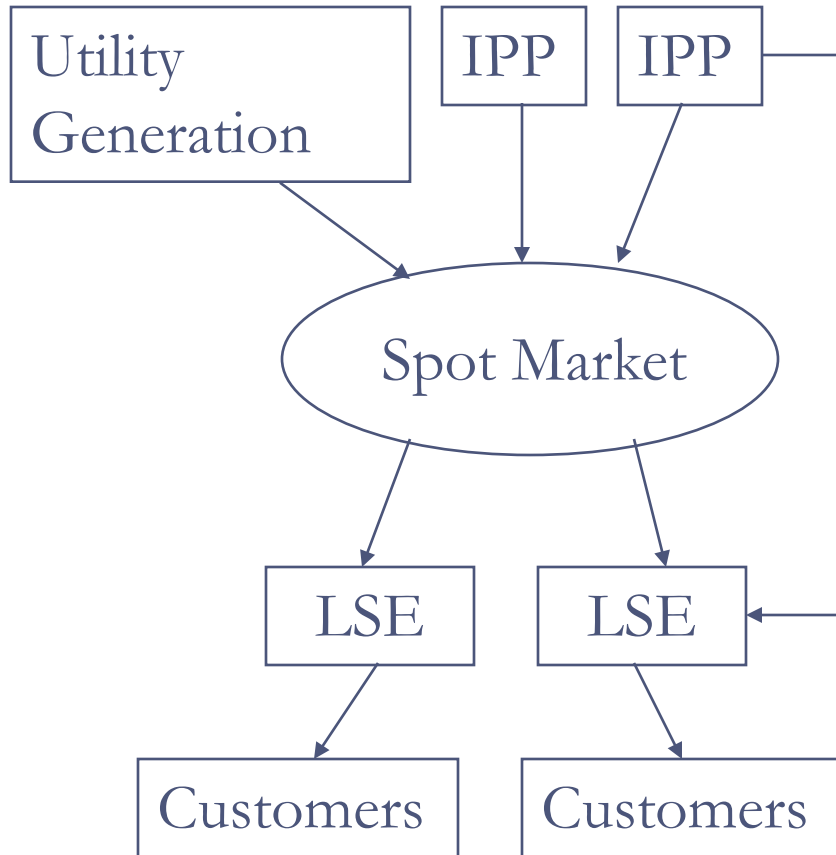 Utility
Generation
IPP
IPP
Spot Market
LSE
LSE
Customers
Customers